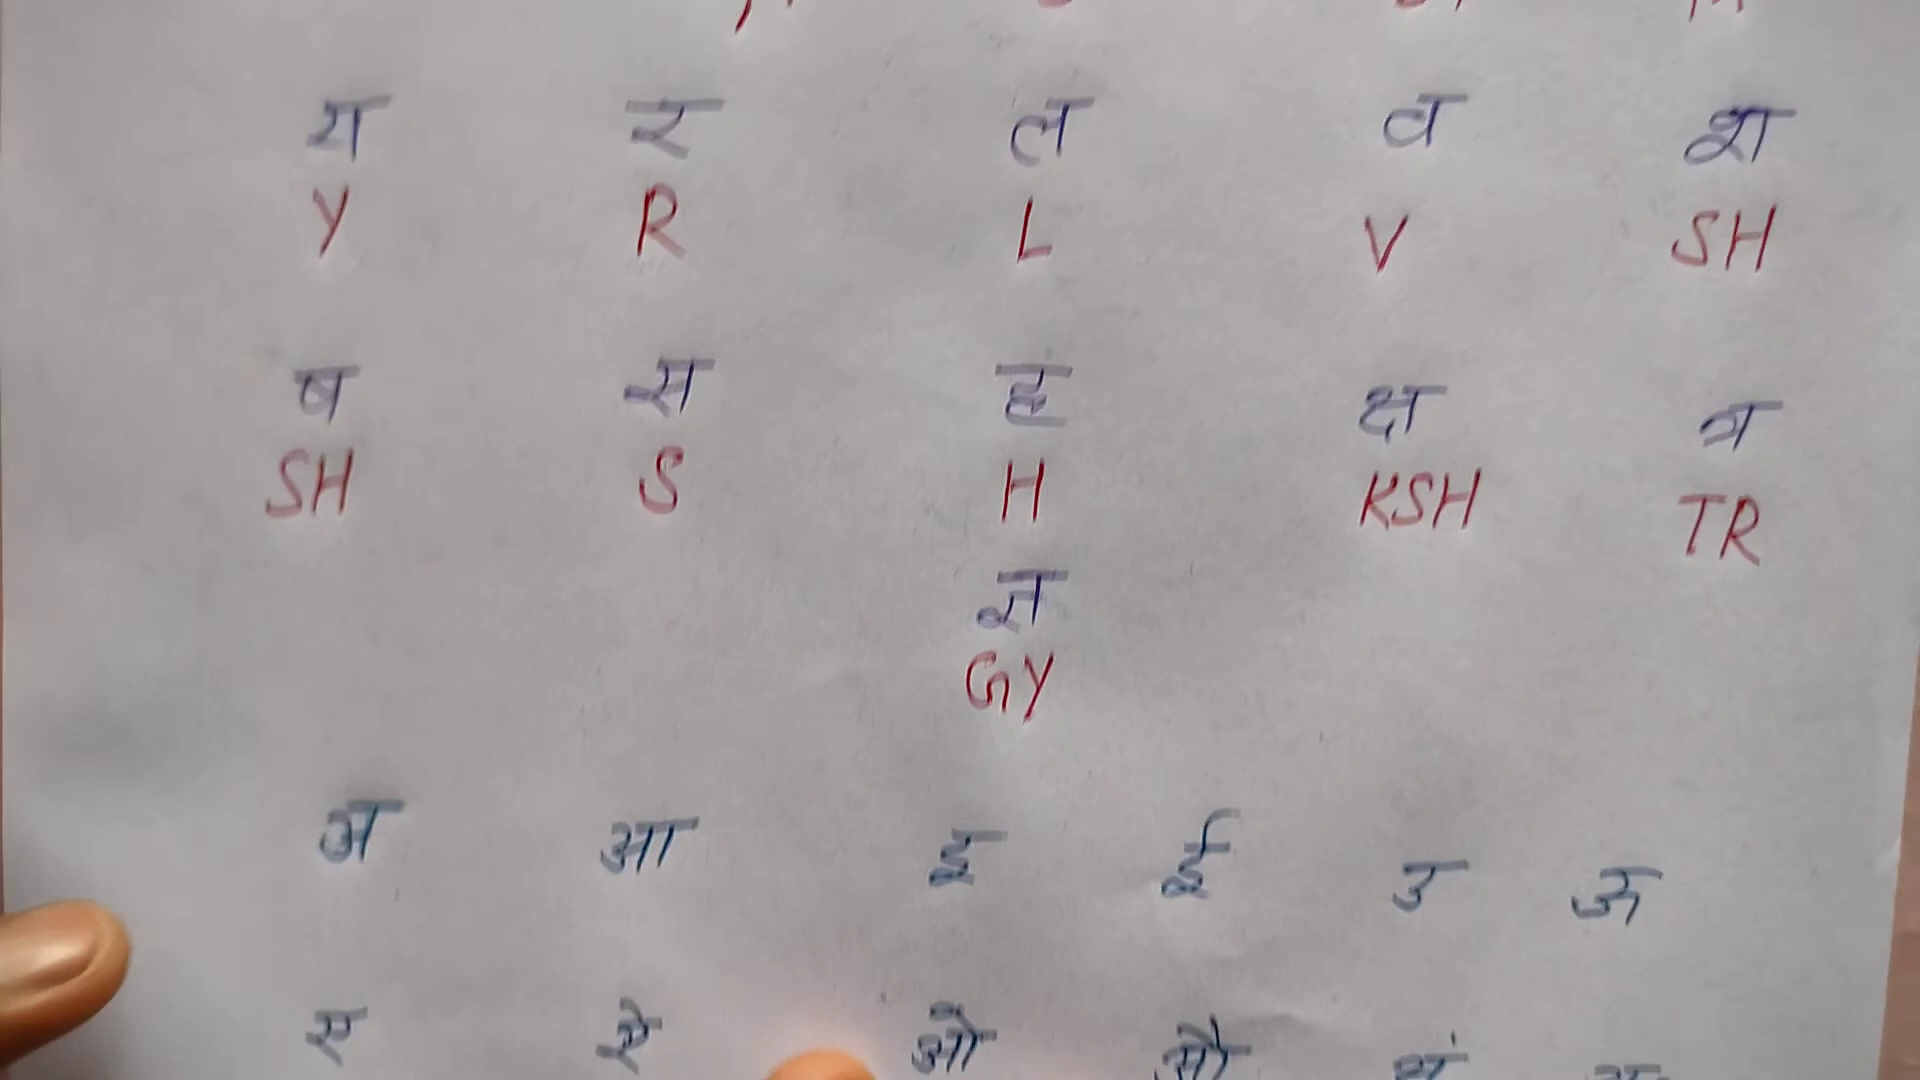 य र ल व श
Y R L V SH
ष स ह क्ष त्र
SH S H KSH TR
ज्ञ
GY
अ आ इ ई उ ऊ
ए ऐ ओ औ अं